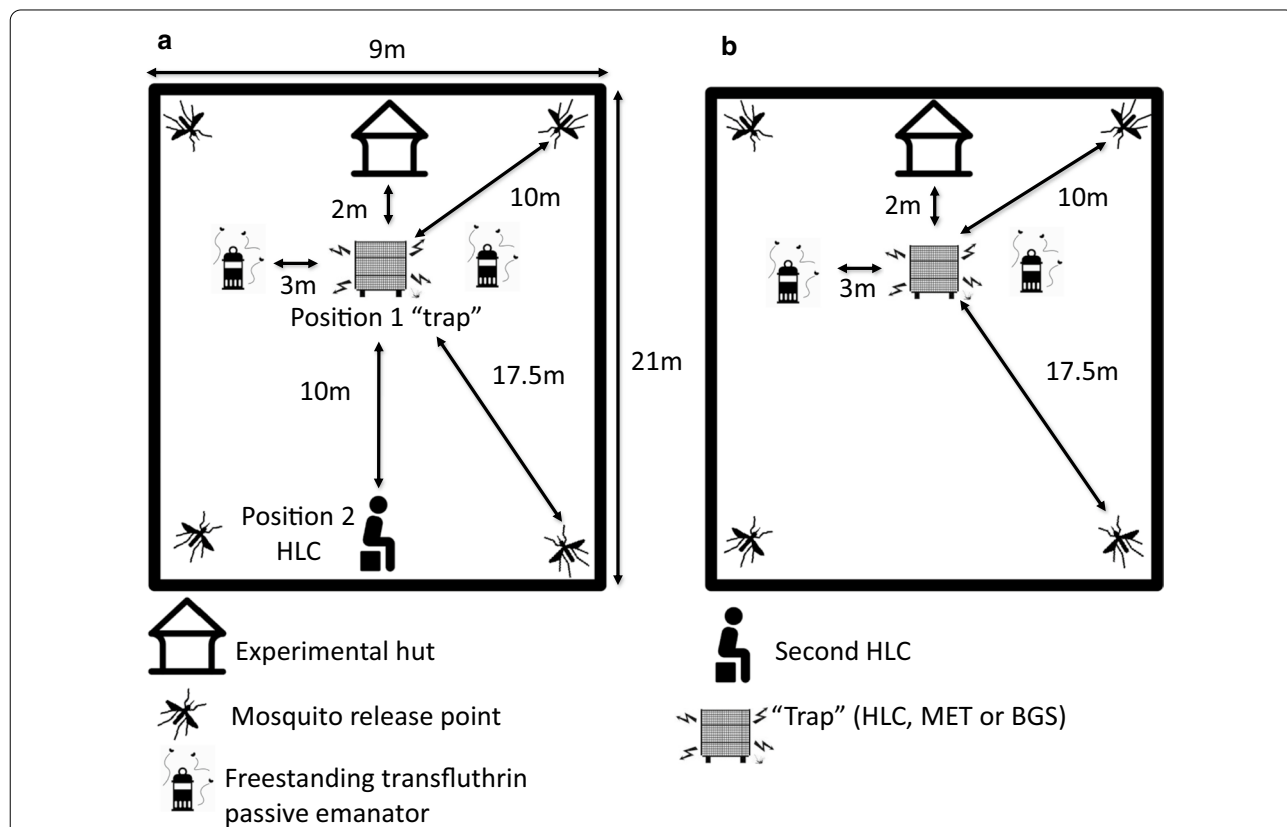 a
9m
2m
10m
3m
Position 1 “trap”
10m
17.5m
21m
Position 2
HLC
b
2m
10m
3m
17.5m
Experimental hut
Mosquito release point
Freestanding transfluthrin
passive emanator
Second HLC
“Trap” (HLC, MET or BGS)